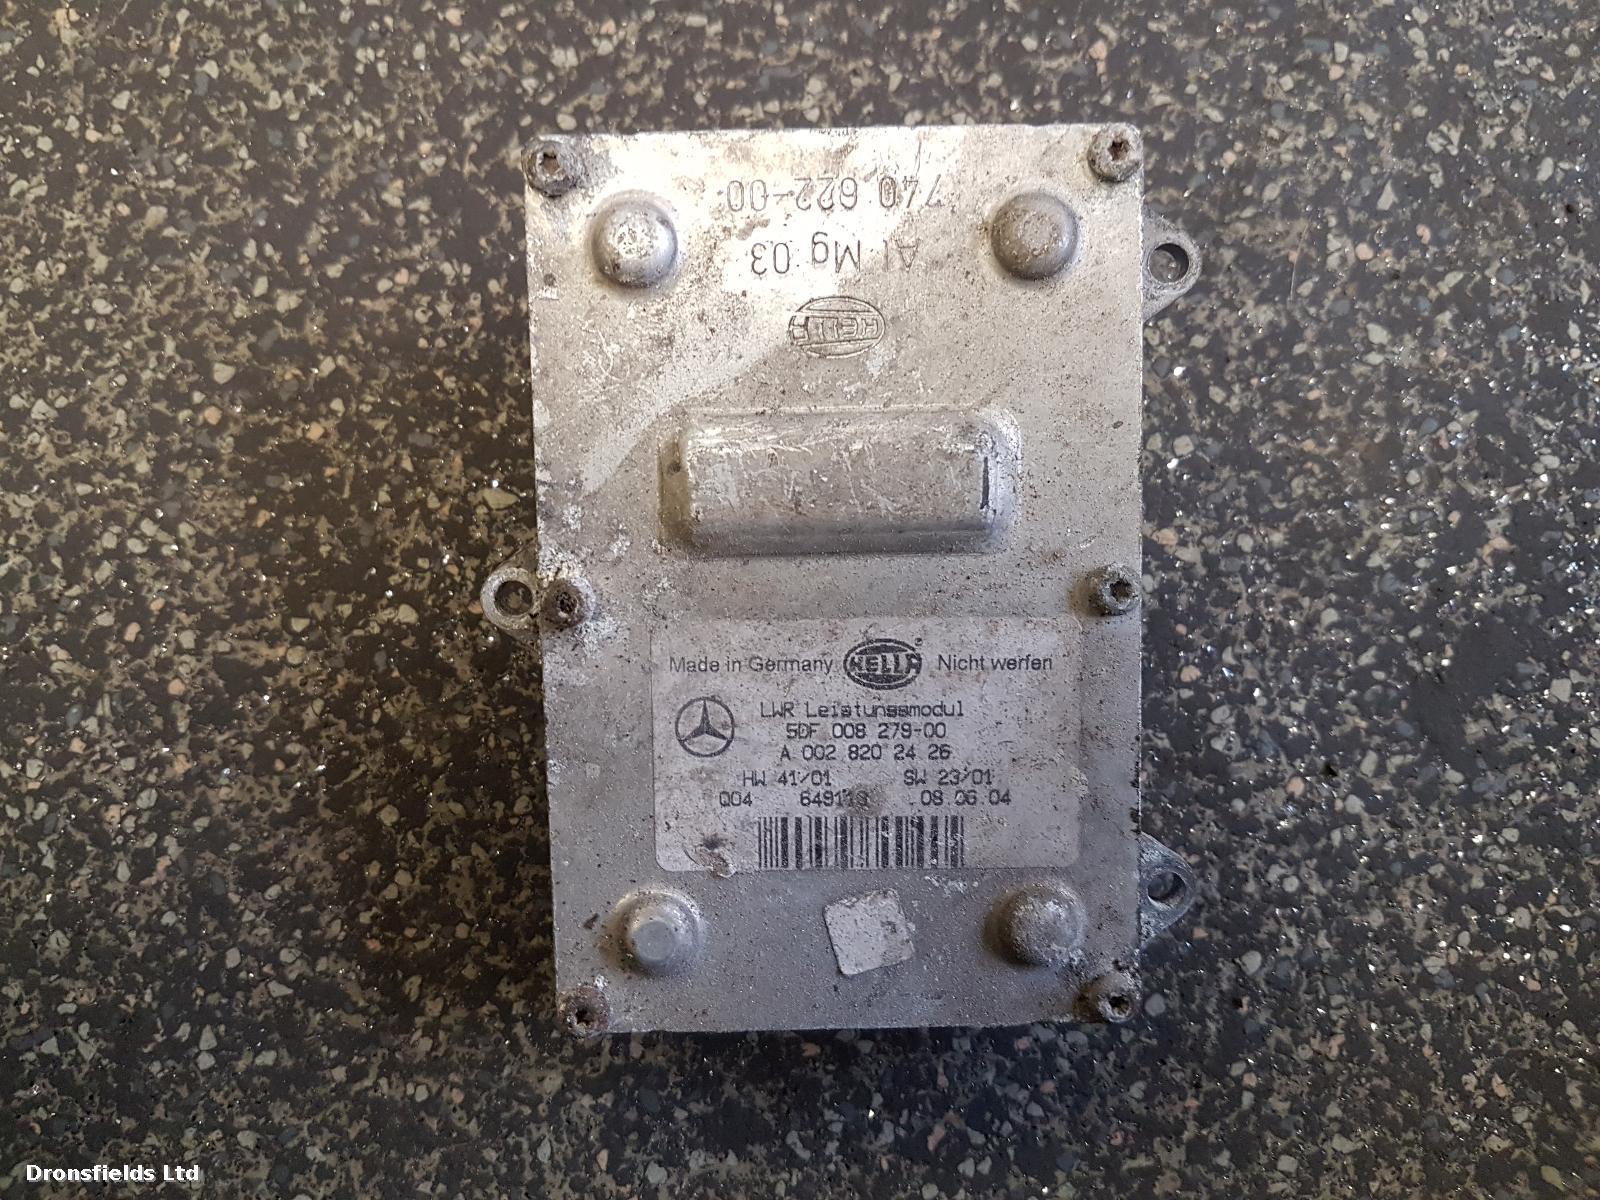 740 622-00
Al Mg 03
HELLA
Made in Germany HELLA® Nicht werfen
LWR Leistungsmodul
5DF 008 279-00
A 002 820 24 26
HW 41/01 SW 23/01
Q04 08.06.04
Dronsfields Ltd